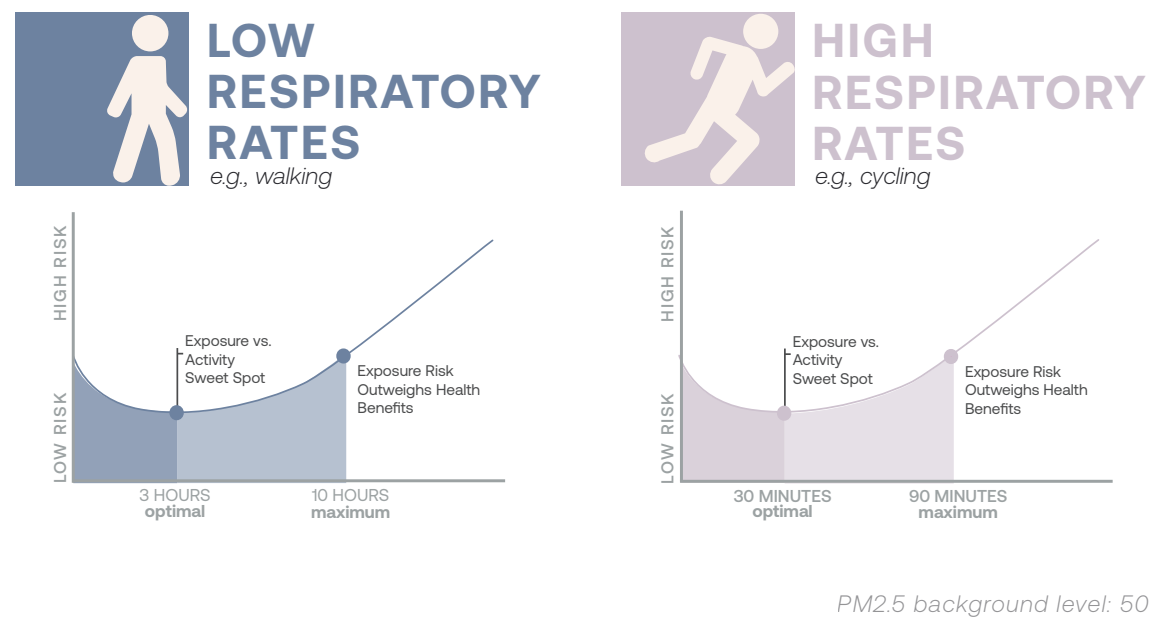 LOW
RESPIRATORY
RATES
e.g., walking
HIGH RISK
LOW RISK
Exposure vs.
Activity
Sweet Spot
Exposure Risk
Outweighs Health
Benefits
3 HOURS
optimal
10 HOURS
maximum
HIGH
RESPIRATORY
RATES
e.g., cycling
HIGH RISK
LOW RISK
Exposure vs.
Activity
Sweet Spot
Exposure Risk
Outweighs Health
Benefits
30 MINUTES
optimal
90 MINUTES
maximum
PM2.5 background level: 50